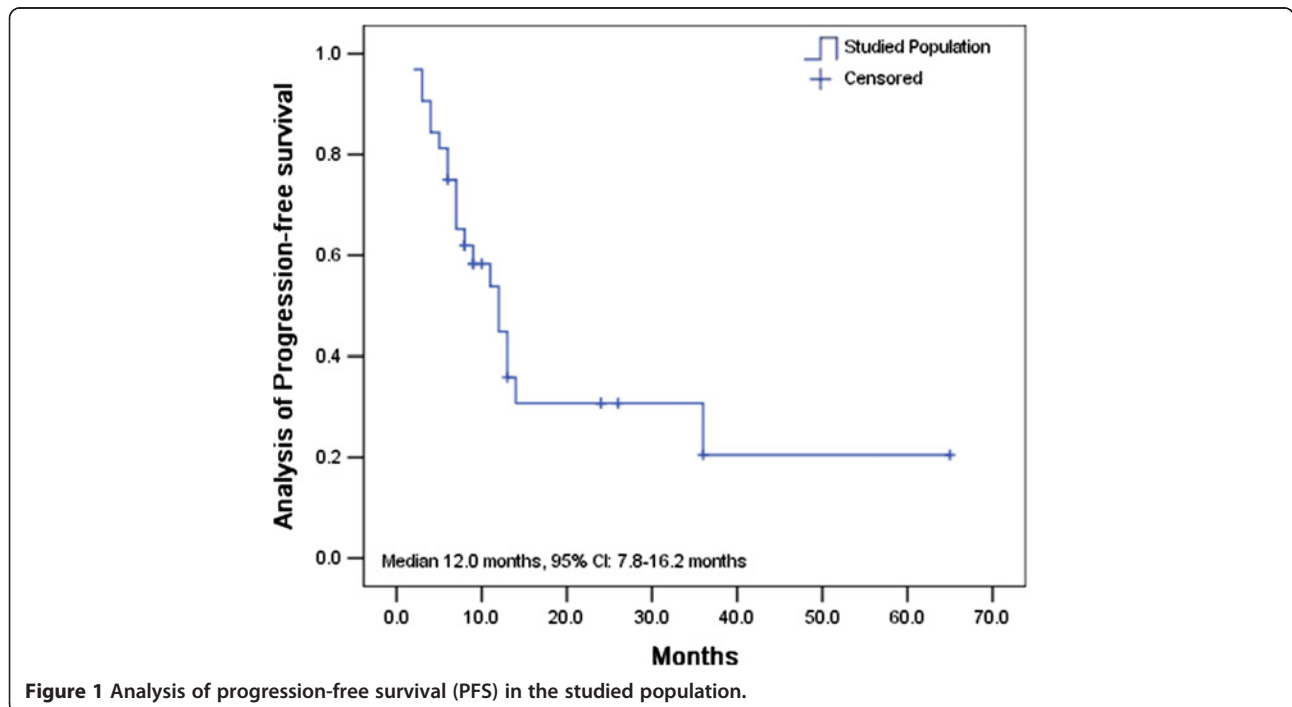 Studied Population
Censored
Analysis of Progression-free survival
1.0
0.8
0.6
0.4
0.2
0.0
Median 12.0 months, 95% CI: 7.8-16.2 months
0.0 10.0 20.0 30.0 40.0 50.0 60.0 70.0
Months
Figure 1 Analysis of progression-free survival (PFS) in the studied population.